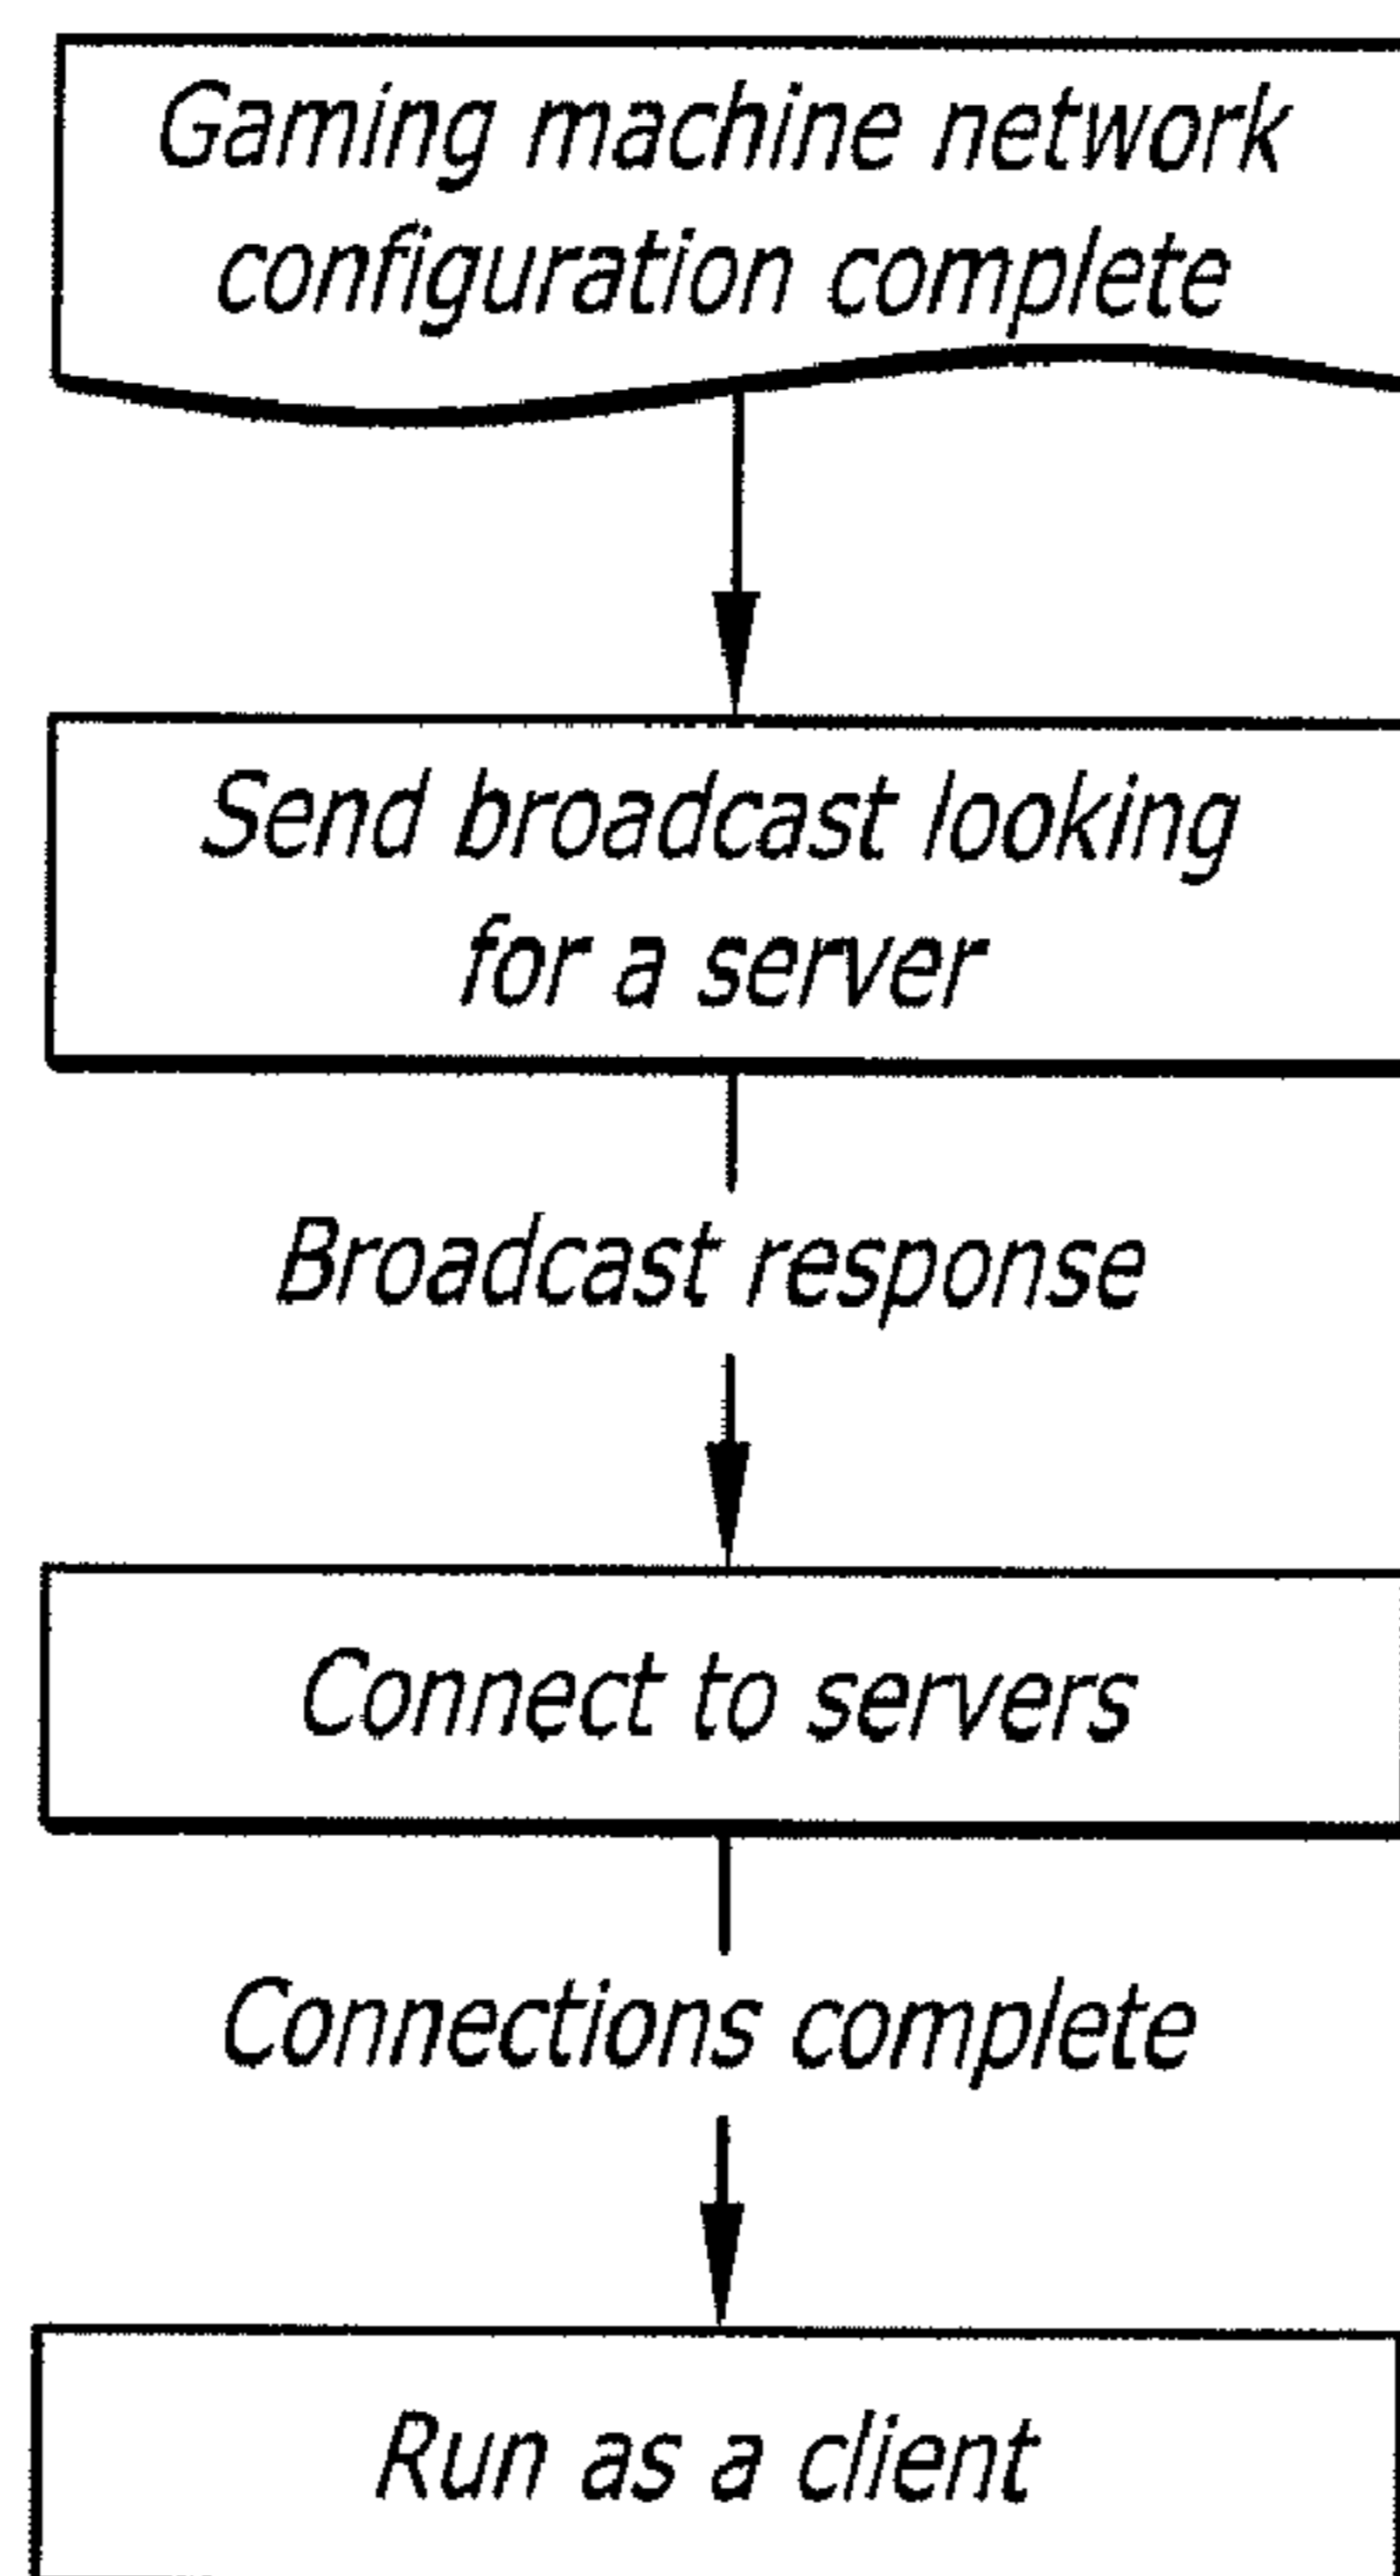 Gaming machine network
configuration complete
Send broadcast looking
for a server
Broadcast response
Connect to servers
Connections complete
Run as a client